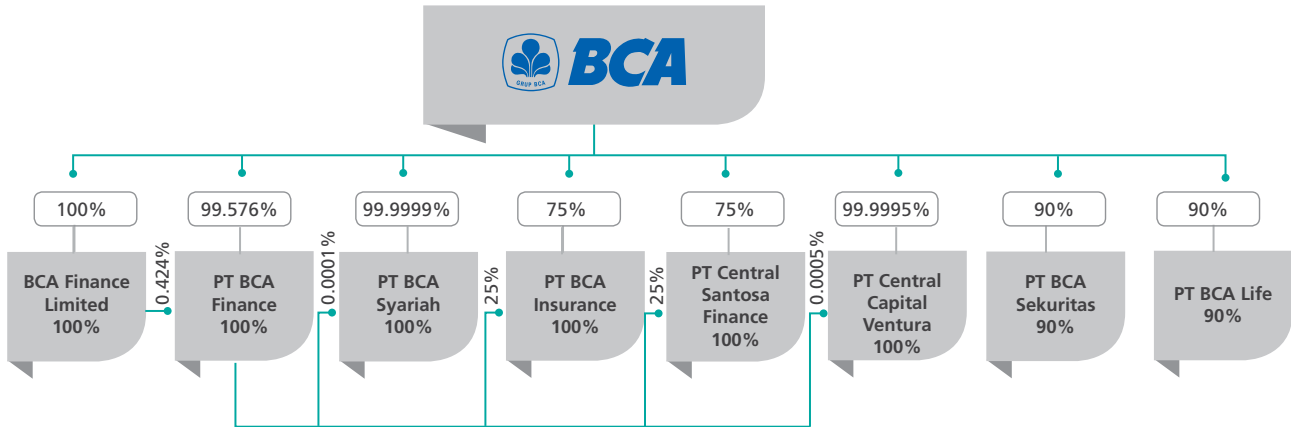 GRUP BCA
BCA
100%
99.576%
99.9999%
75%
75%
99.9995%
90%
90%
BCA Finance
Limited
100%
0.424%
PT BCA
Finance
100%
0.0001%
PT BCA
Syariah
100%
25%
PT BCA
Insurance
100%
25%
PT Central
Santosa
Finance
100%
0.0005%
PT Central
Capital
Ventura
100%
PT BCA
Sekuritas
90%
PT BCA Life
90%